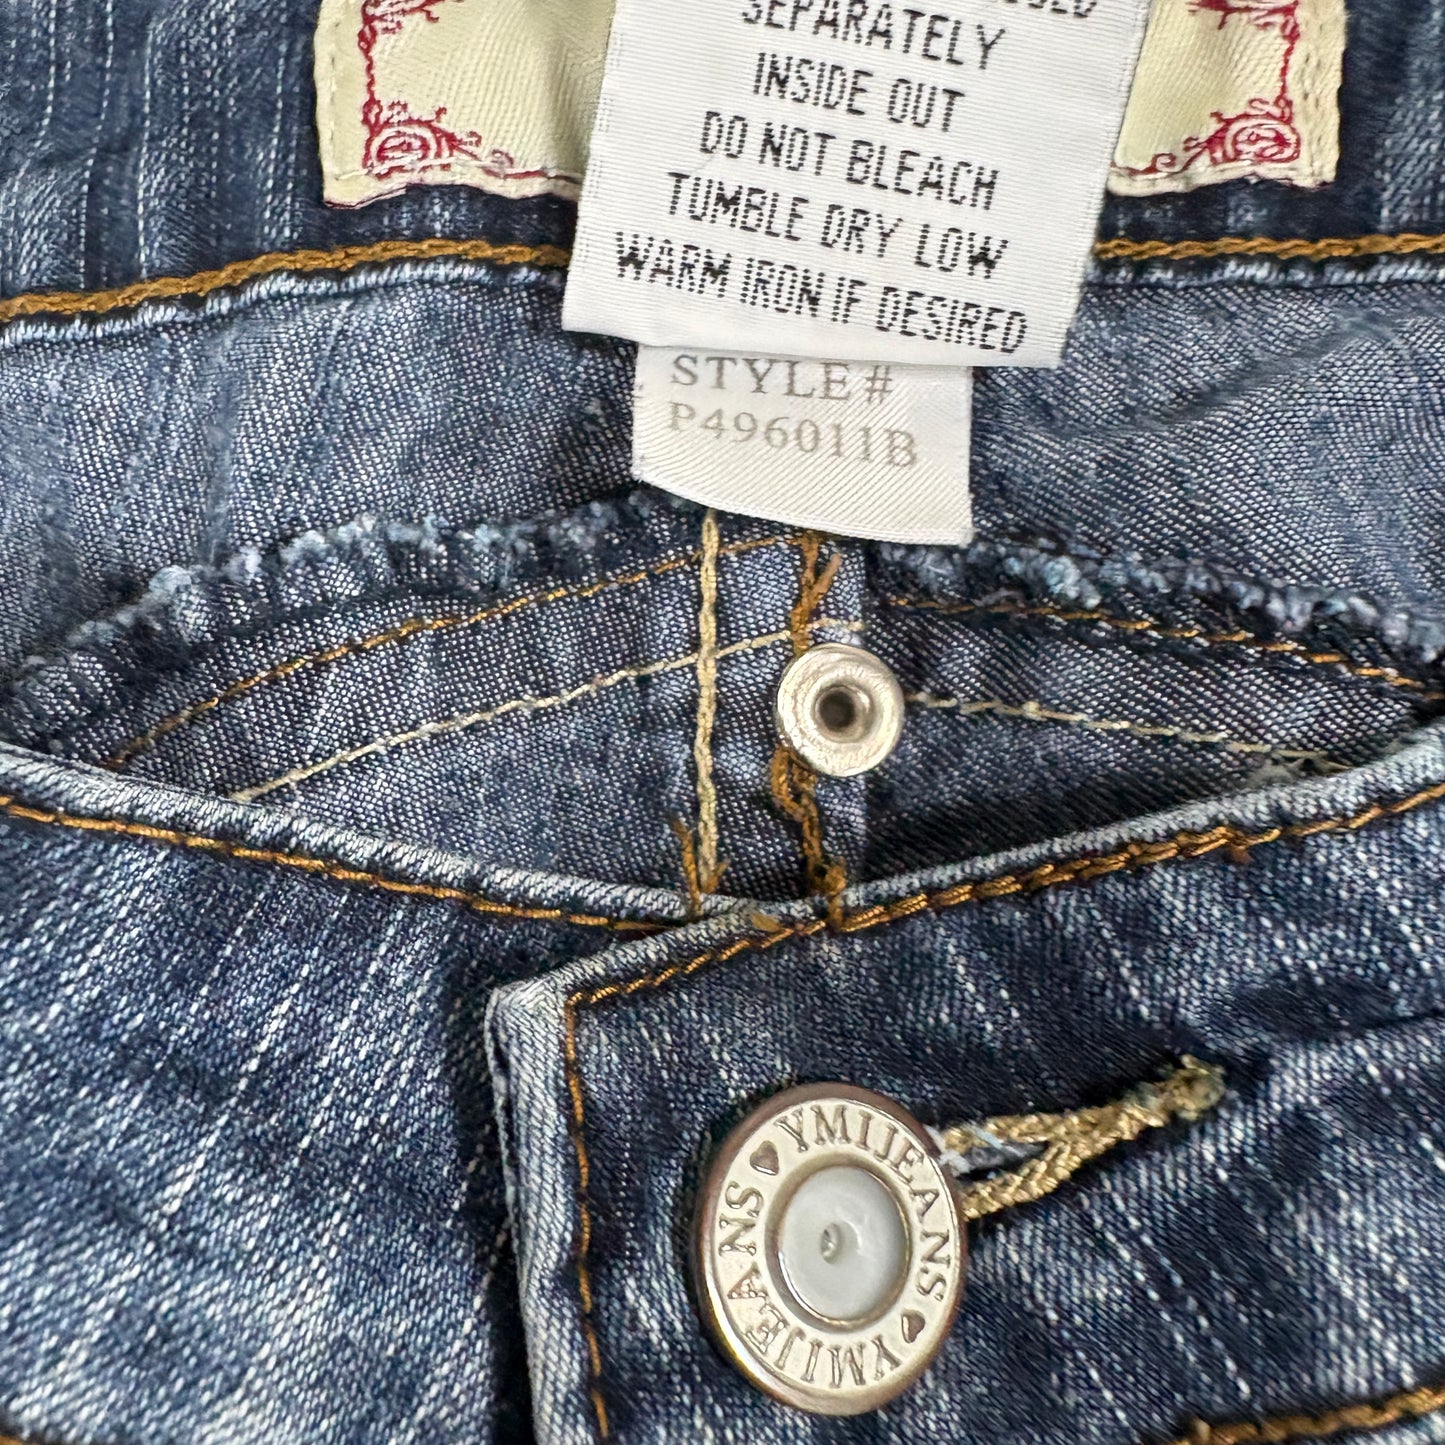 SEPARATELY
INSIDE OUT
DO NOT BLEACH
TUMBLE DRY LOW
WARM IRON IF DESIRED
STYLE#
P496011B
YMIJEANS
YMIJEANS